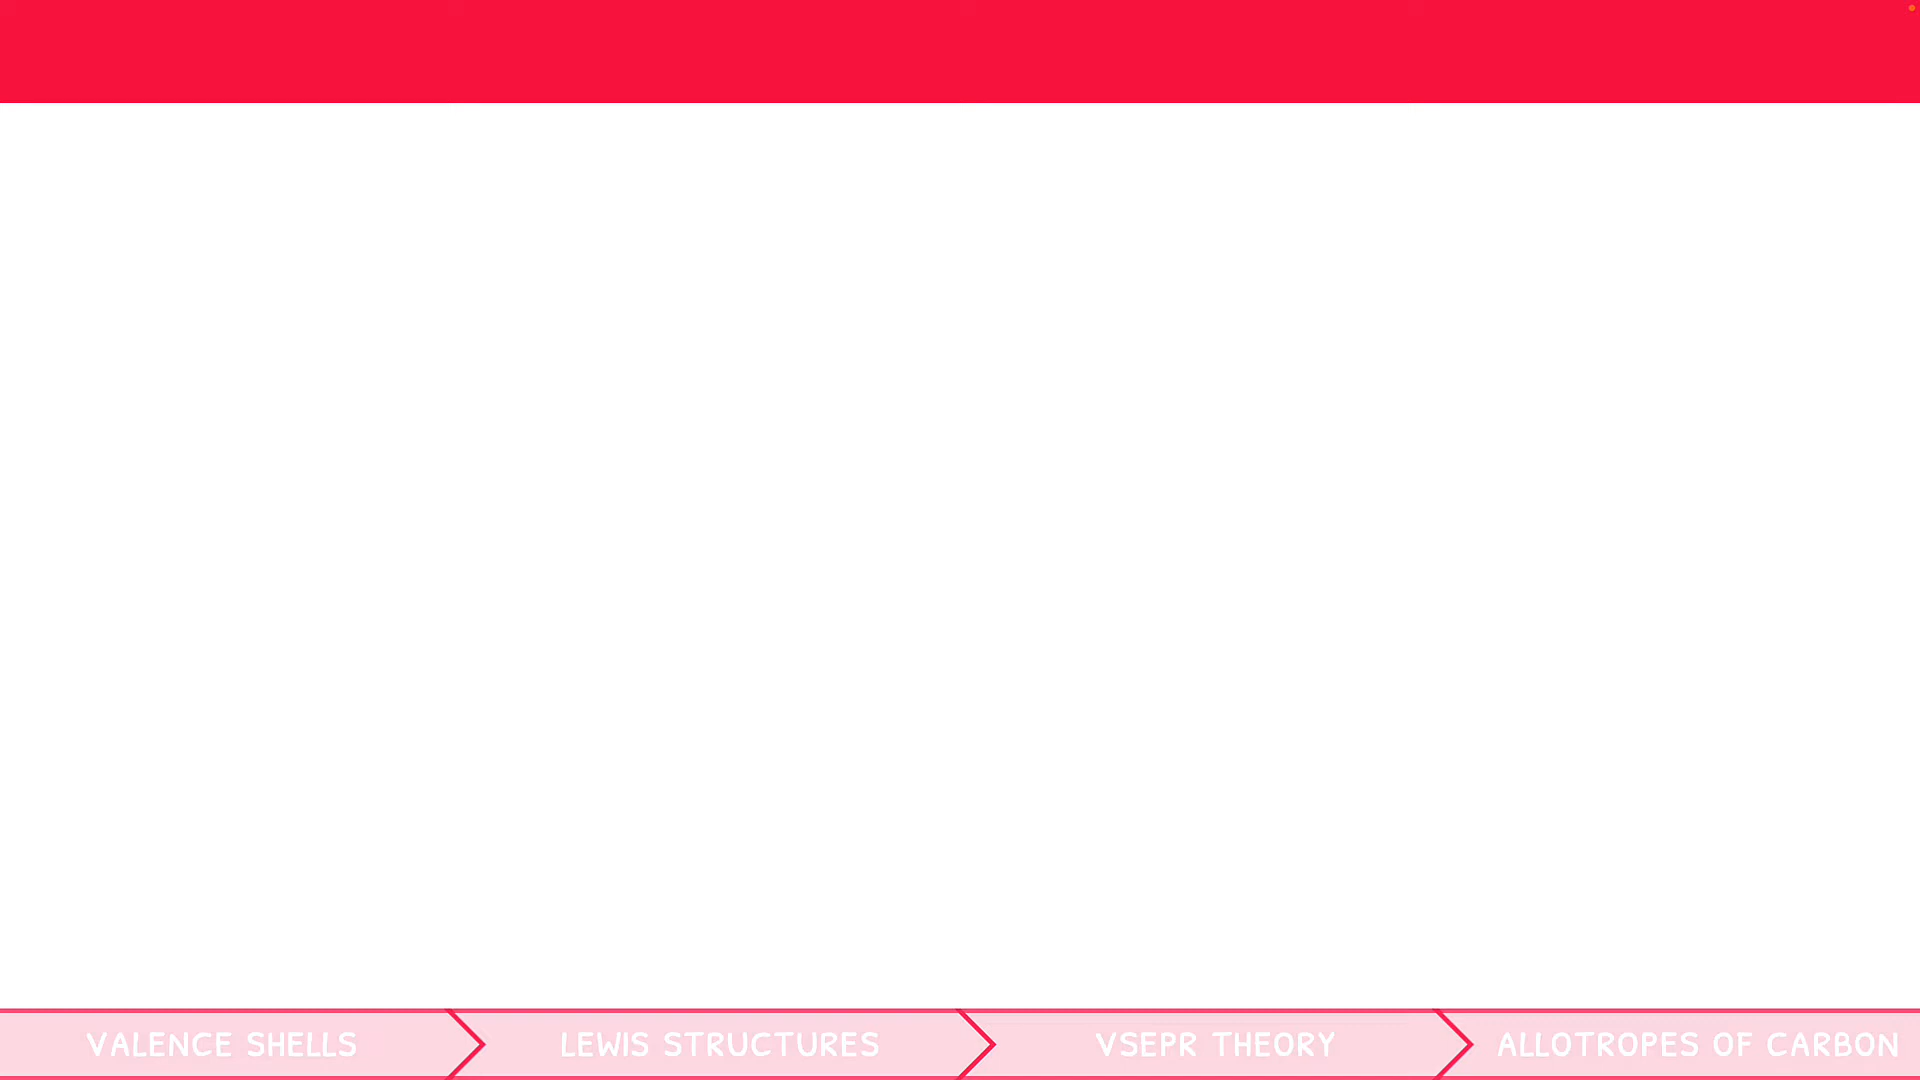 VALENCE SHELLS
LEWIS STRUCTURES
VSEPR THEORY
ALLOTROPES OF CARBON